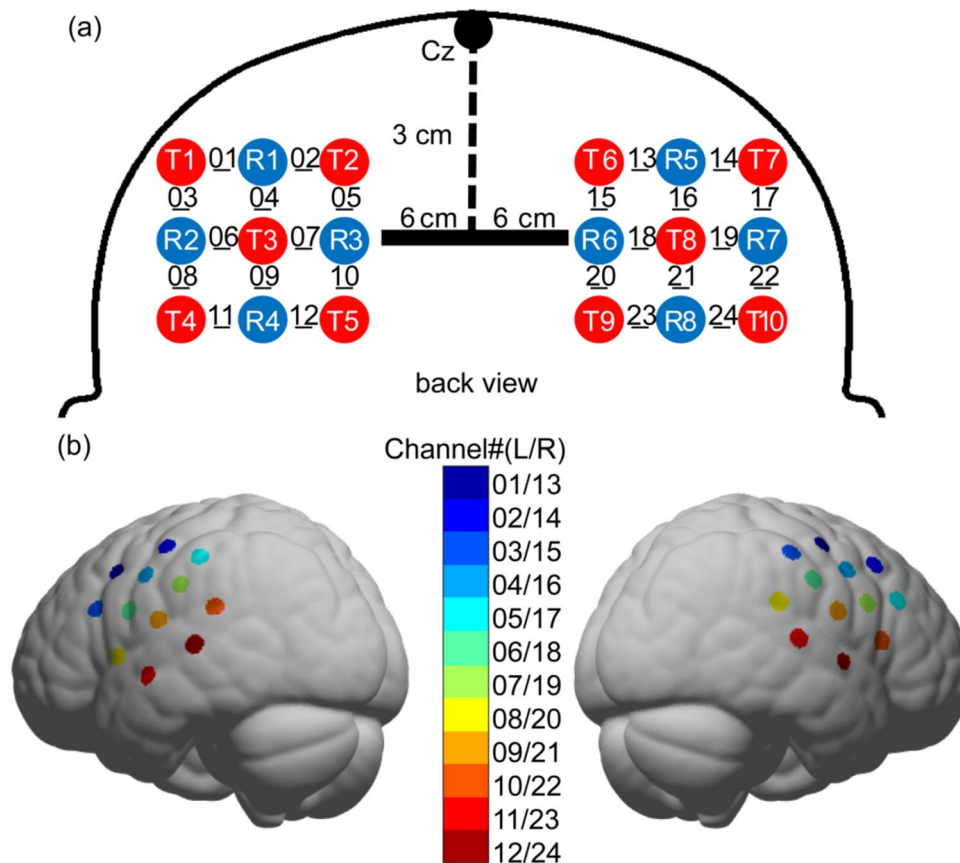 (a)
Cz
3 cm
T1 01 R1 02 T2
T6 13 R5 14 T7
03 04 05
15 16 17
6 cm 6 cm
R2 06 T3 07 R3
R6 18 T8 19 R7
08 09 10
20 21 22
T4 11 R4 12 T5
T9 23 R8 24 T10
back view
(b)
Channel#(L/R)
01/13
02/14
03/15
04/16
05/17
06/18
07/19
08/20
09/21
10/22
11/23
12/24